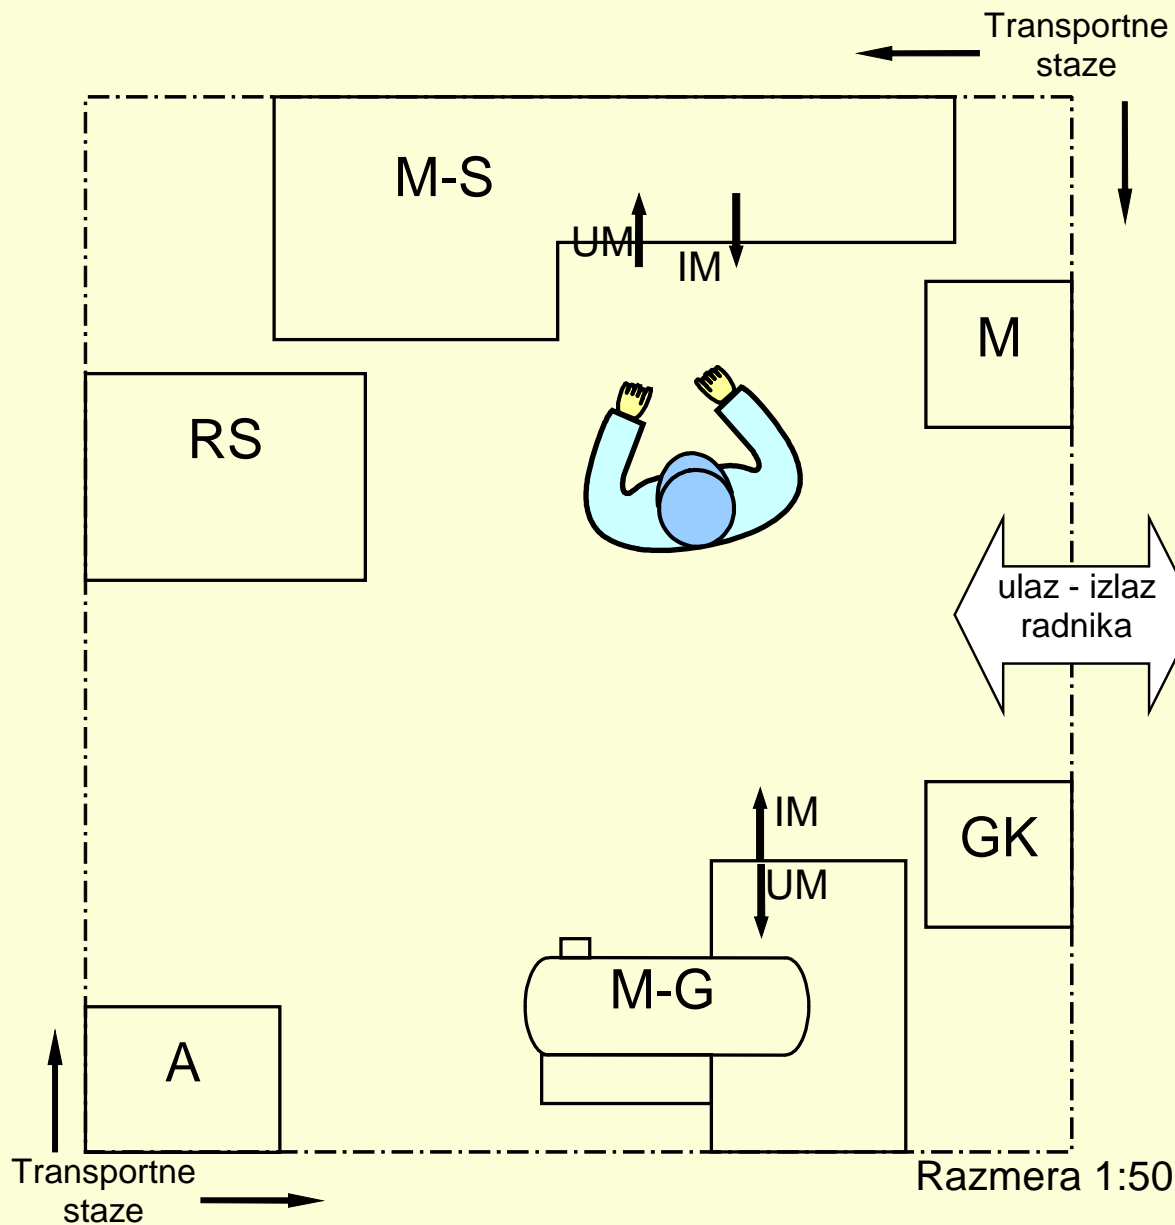 Transportne
staze
M-S
UM
IM
M
RS
ulaz - izlaz
radnika
IM
GK
UM
M-G
A
Transportne
staze
Razmera 1:50